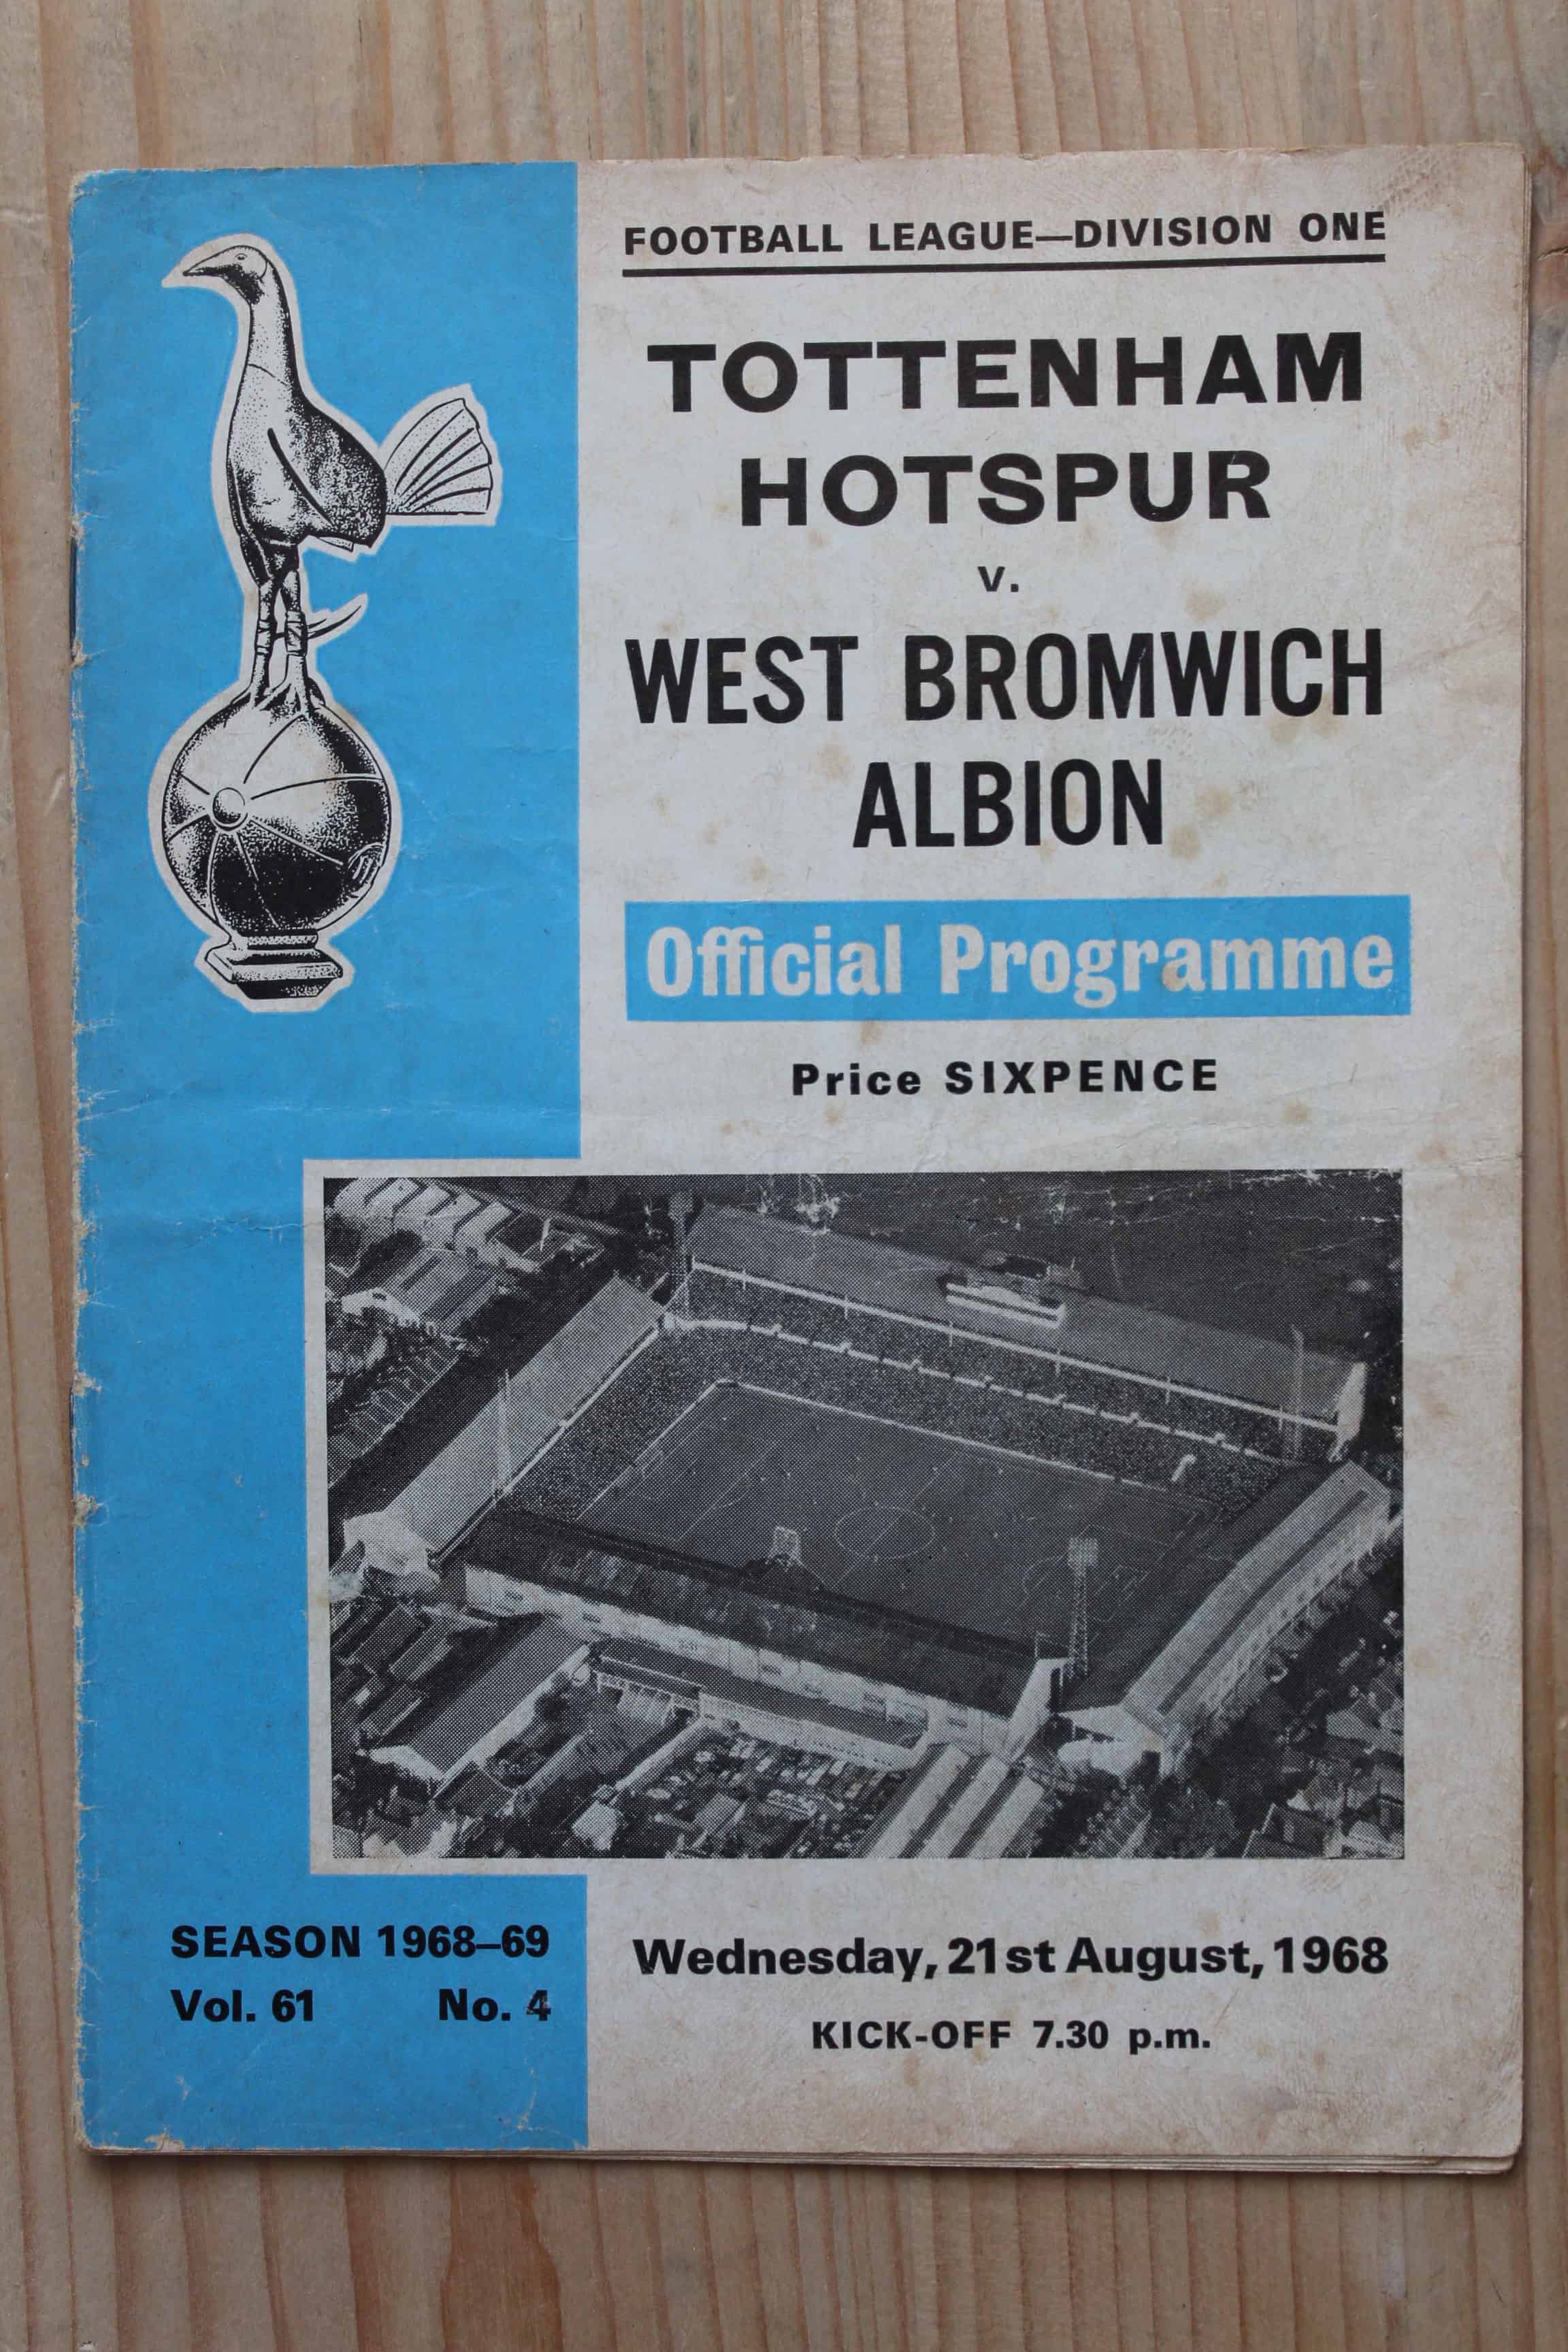 FOOTBALL LEAGUE—DIVISION ONE
TOTTENHAM
HOTSPUR
v.
WEST BROMWICH
ALBION
Official Programme
Price SIXPENCE
SEASON 1968–69
Vol. 61 No. 4
Wednesday, 21st August, 1968
KICK-OFF 7.30 p.m.